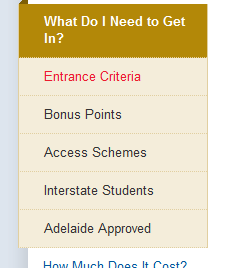 What Do I Need to Get
In?
Entrance Criteria
Bonus Points
Access Schemes
Interstate Students
Adelaide Approved
How Much Does It Cost?